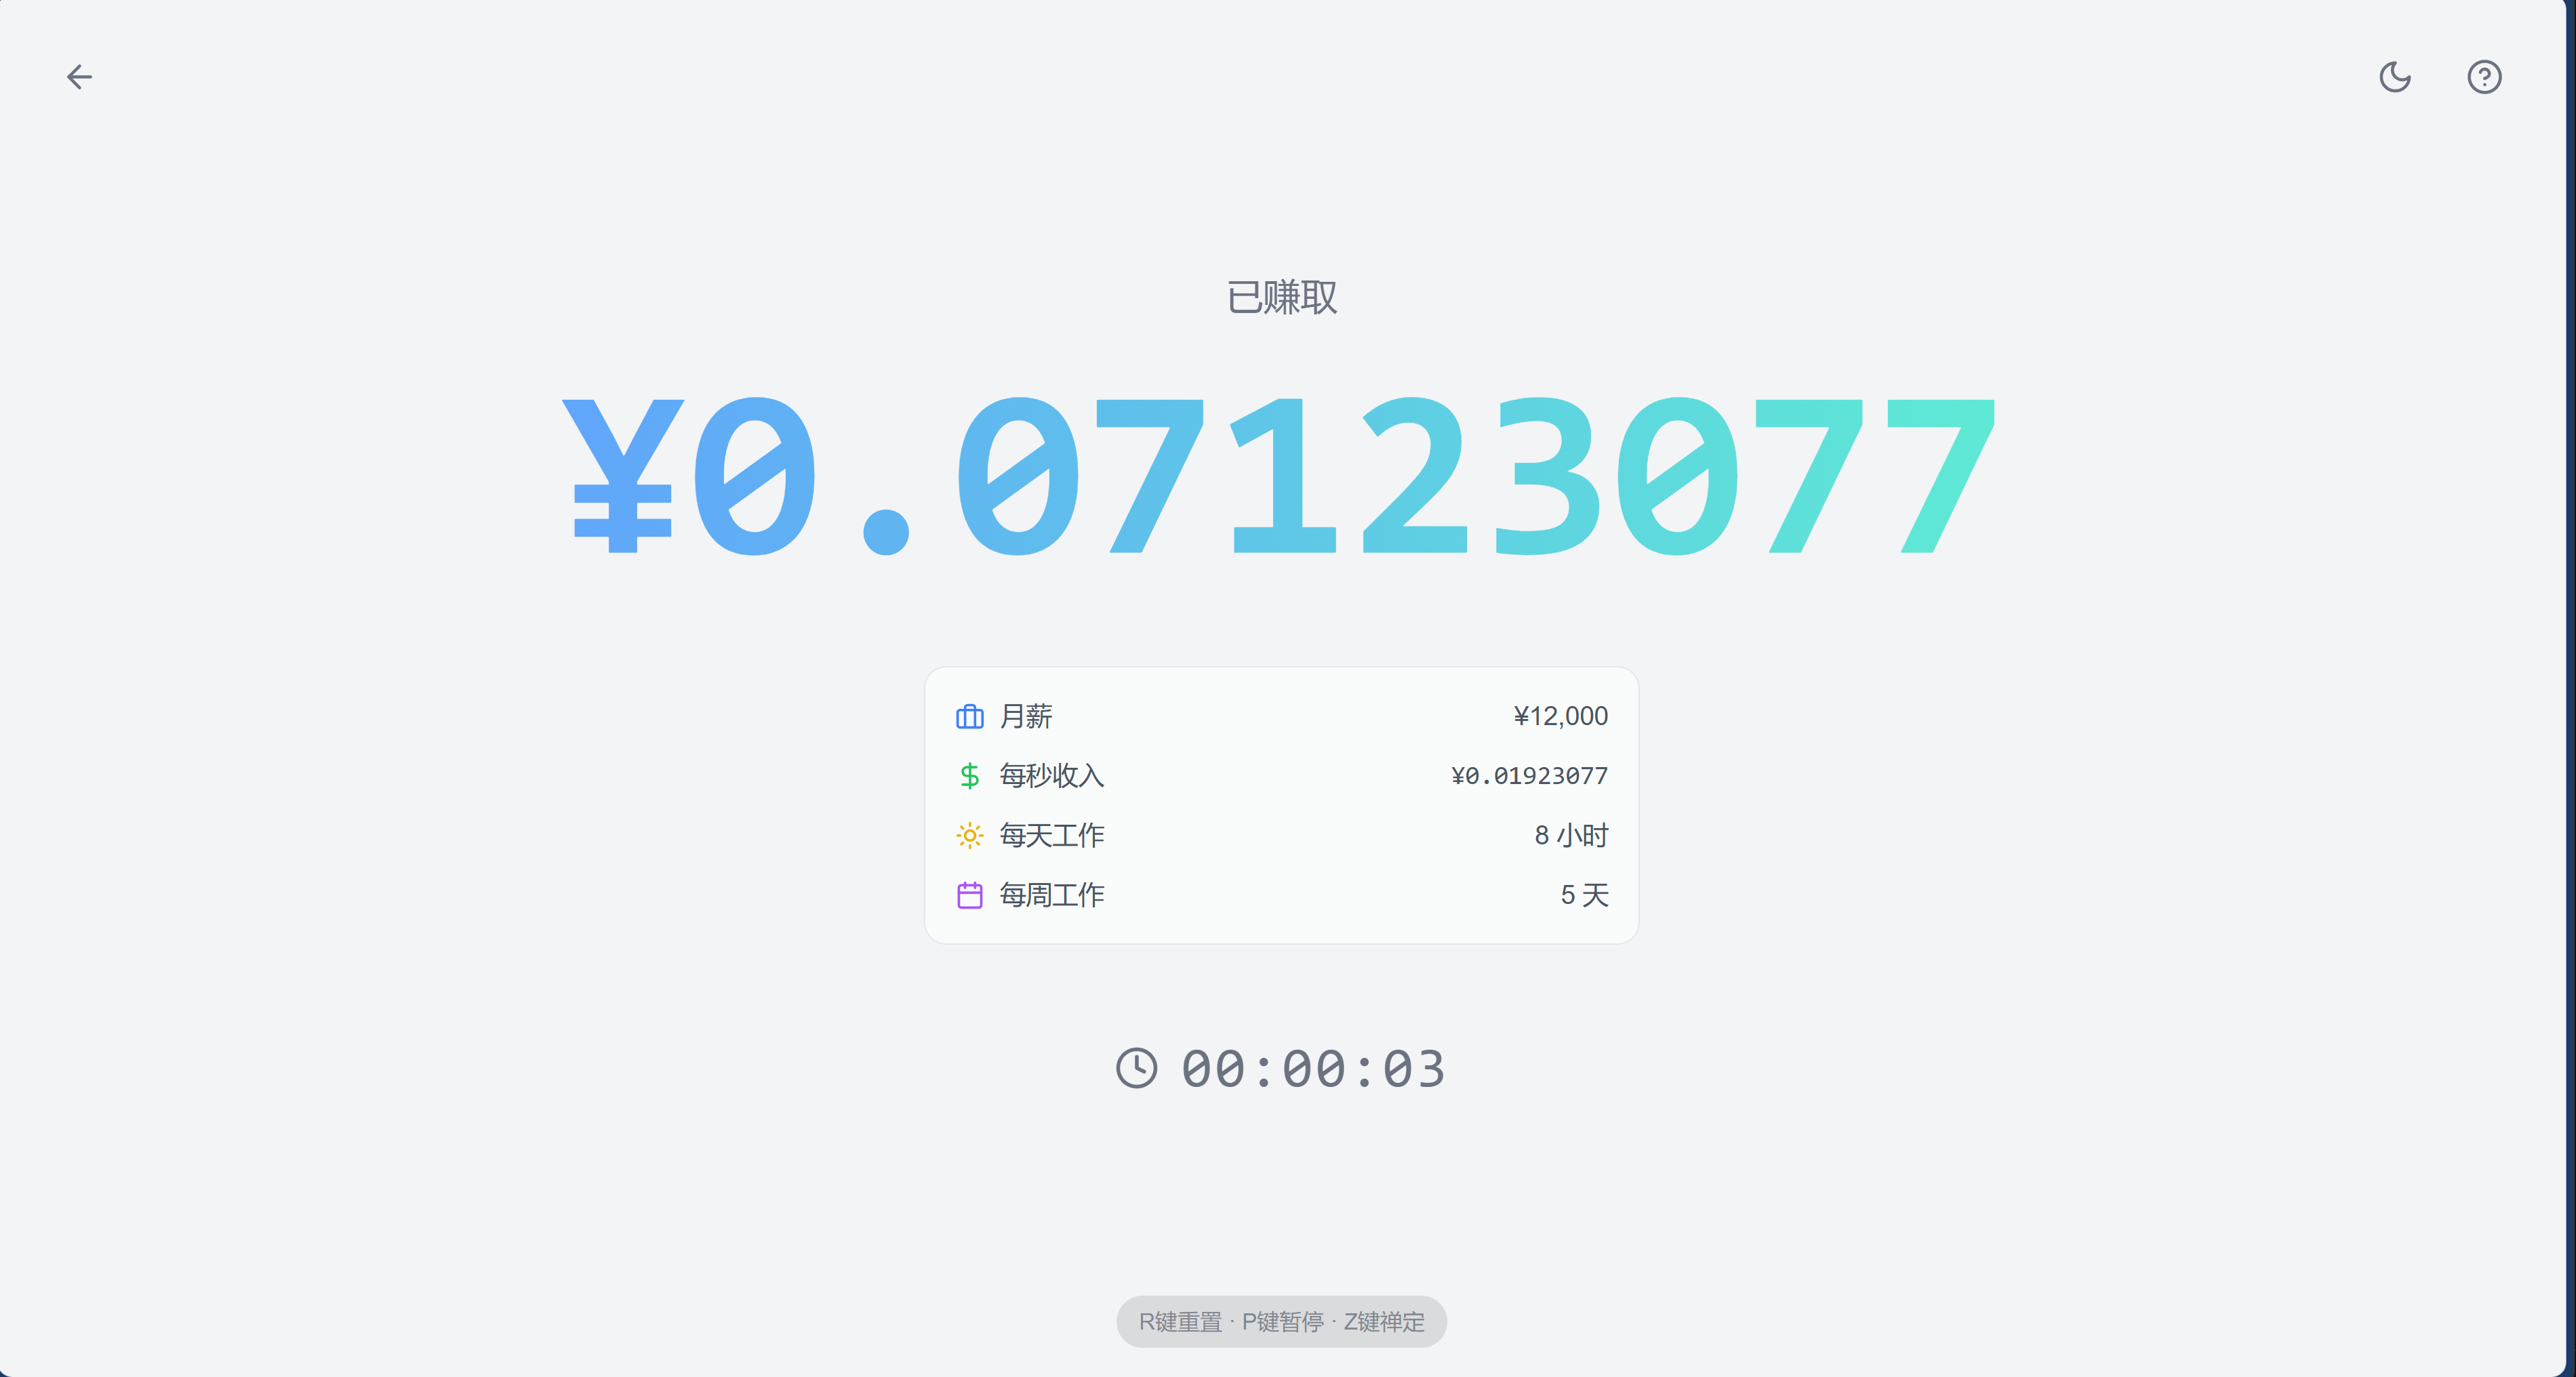 已赚取
¥0.07123077
月薪 ¥12,000
每秒收入 ¥0.01923077
每天工作 8 小时
每周工作 5 天
00:00:03
R键重置 · P键暂停 · Z键禅定